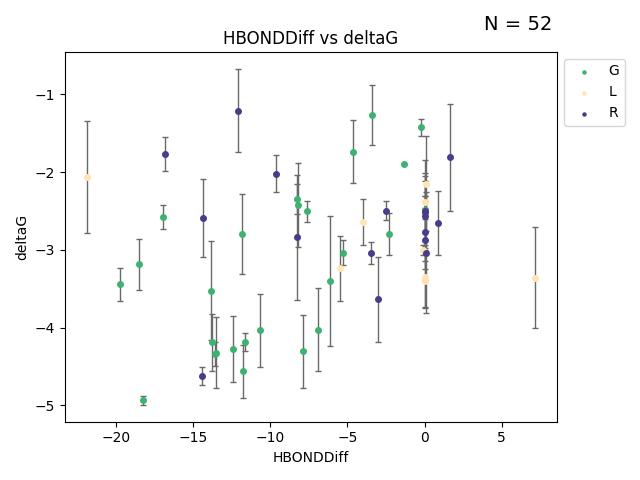 N = 52
HBONDDiff vs deltaG
G
L
R
deltaG
−1
−2
−3
−4
−5
−20 −15 −10 −5 0 5
HBONDDiff